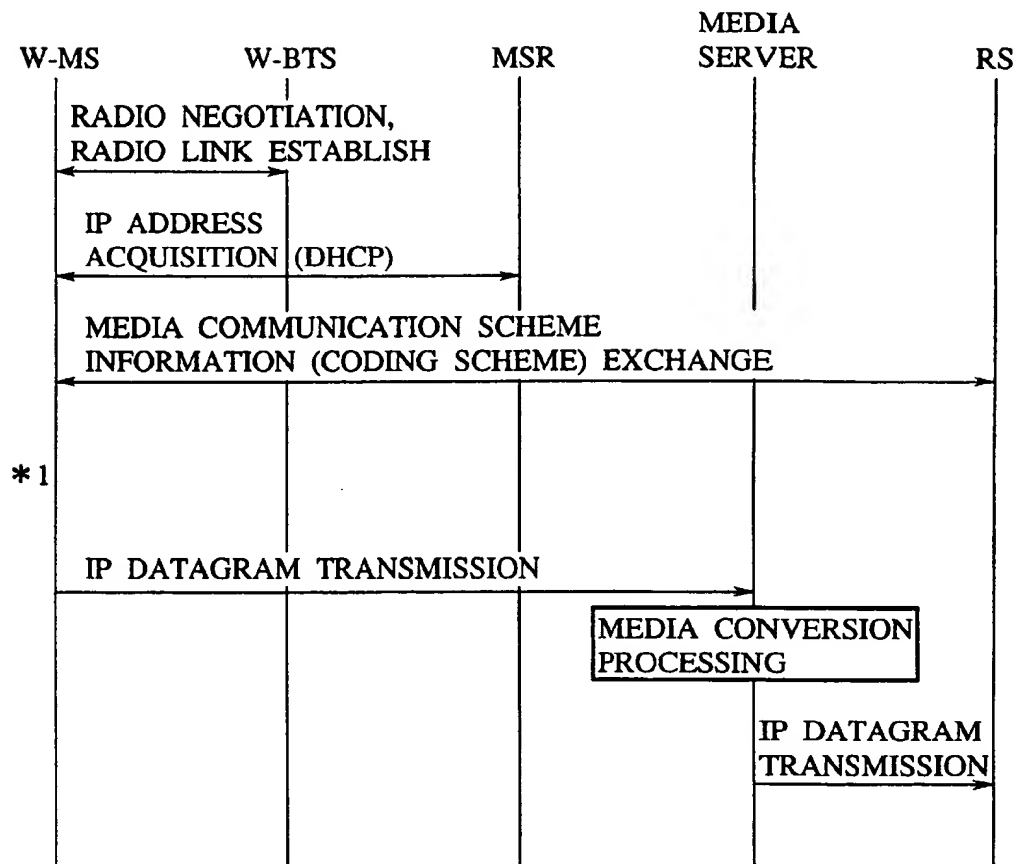 MEDIA
W-MS W-BTS MSR SERVER RS
RADIO NEGOTIATION,
RADIO LINK ESTABLISH
IP ADDRESS
ACQUISITION (DHCP)
MEDIA COMMUNICATION SCHEME
INFORMATION (CODING SCHEME) EXCHANGE
*1
IP DATAGRAM TRANSMISSION
MEDIA CONVERSION
PROCESSING
IP DATAGRAM
TRANSMISSION